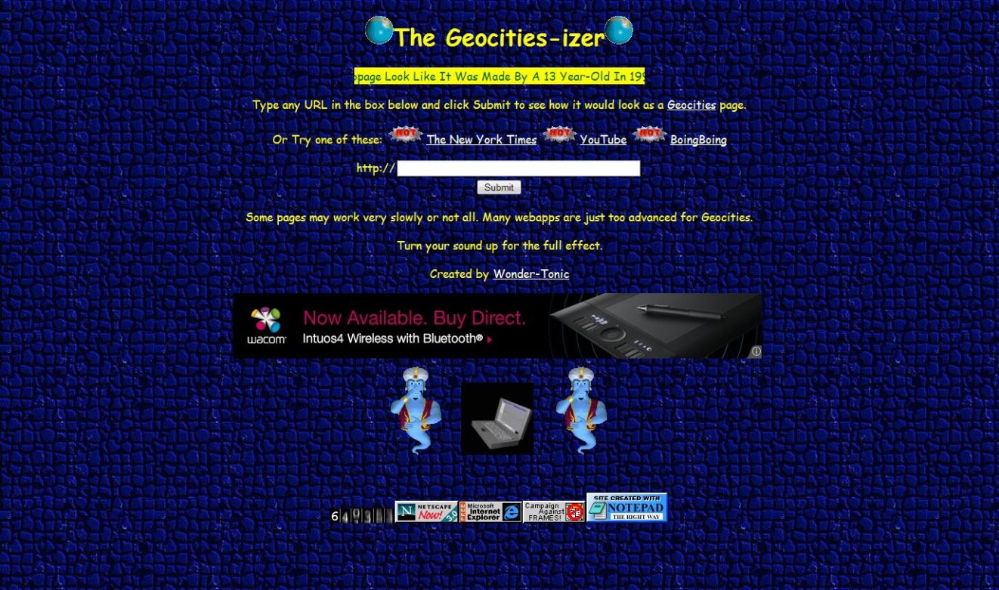 The Geocities-izer
page Look Like It Was Made By A 13 Year-Old In 199
Type any URL in the box below and click Submit to see how it would look as a Geocities page.
Or Try one of these: HOT The New York Times HOT YouTube HOT BoingBoing
http://
Submit
Some pages may work very slowly or not all. Many webapps are just too advanced for Geocities.
Turn your sound up for the full effect.
Created by Wonder-Tonic
wacom
Now Available. Buy Direct.
Intuos4 Wireless with Bluetooth®
6
N NETSCAPE Now! 3.0
FREE Microsoft Internet Explorer
Campaign Against FRAMES!
SITE CREATED WITH
NOTEPAD
THE RIGHT WAY